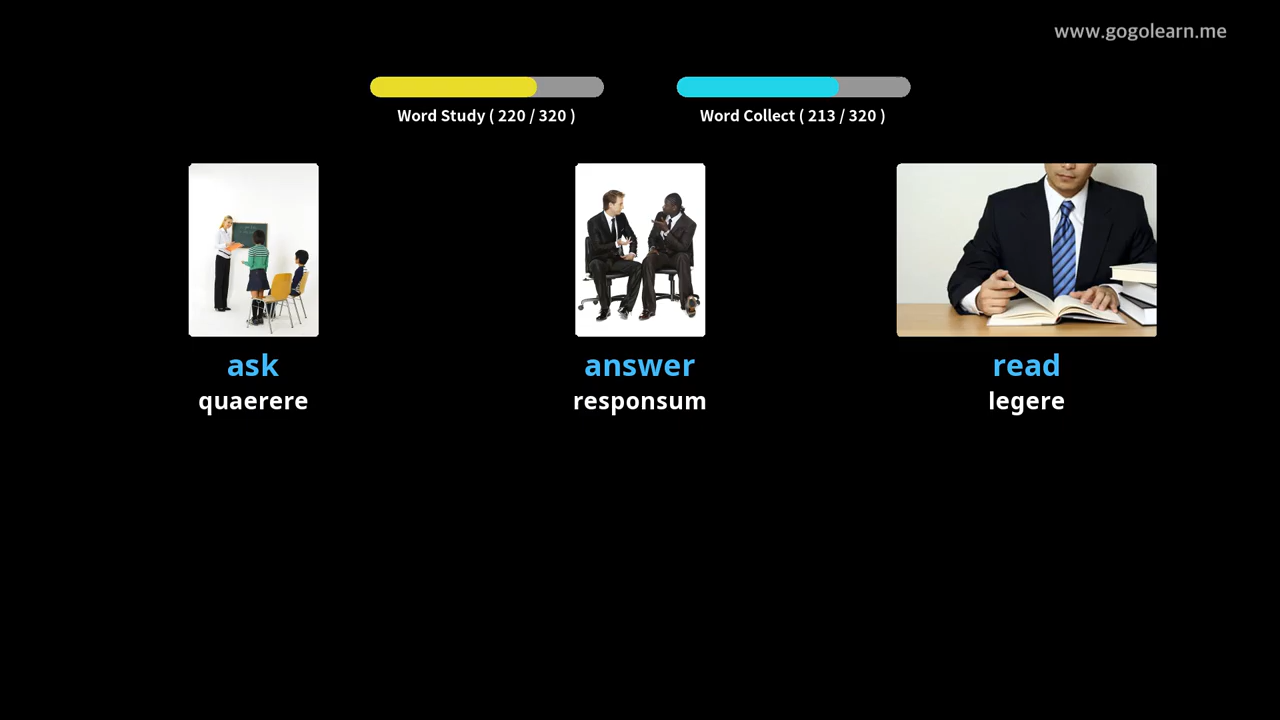 www.gogolearn.me
Word Study ( 220 / 320 )
Word Collect ( 213 / 320 )
ask
quaerere
answer
responsum
read
legere